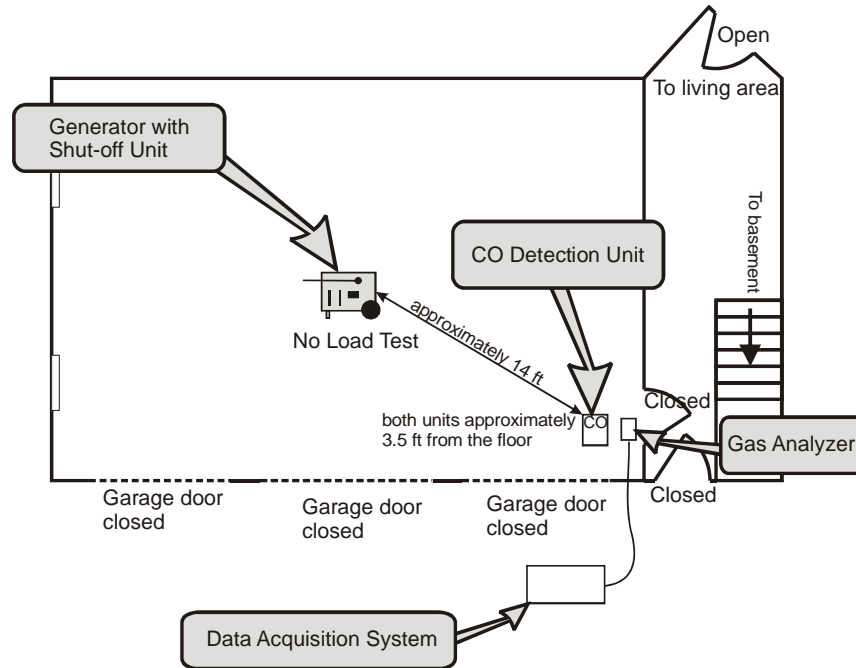 Open
To living area
Generator with
Shut-off Unit
To basement
CO Detection Unit
approximately 14 ft
No Load Test
Closed
both units approximately
3.5 ft from the floor
CO
Gas Analyzer
Garage door
closed
Garage door
closed
Garage door
closed
Closed
Data Acquisition System